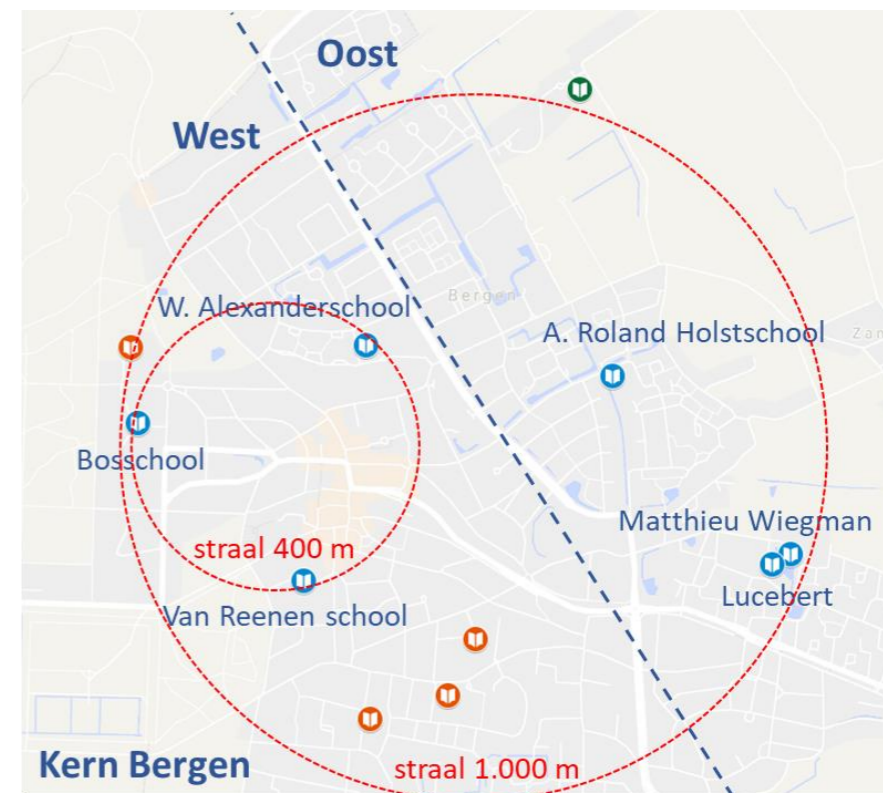 Oost
West
Bergen
W. Alexanderschool
A. Roland Holstschool
Zan
Bosschool
Matthieu Wiegman
straal 400 m
Lucebert
Van Reenen school
Kern Bergen
straal 1.000 m